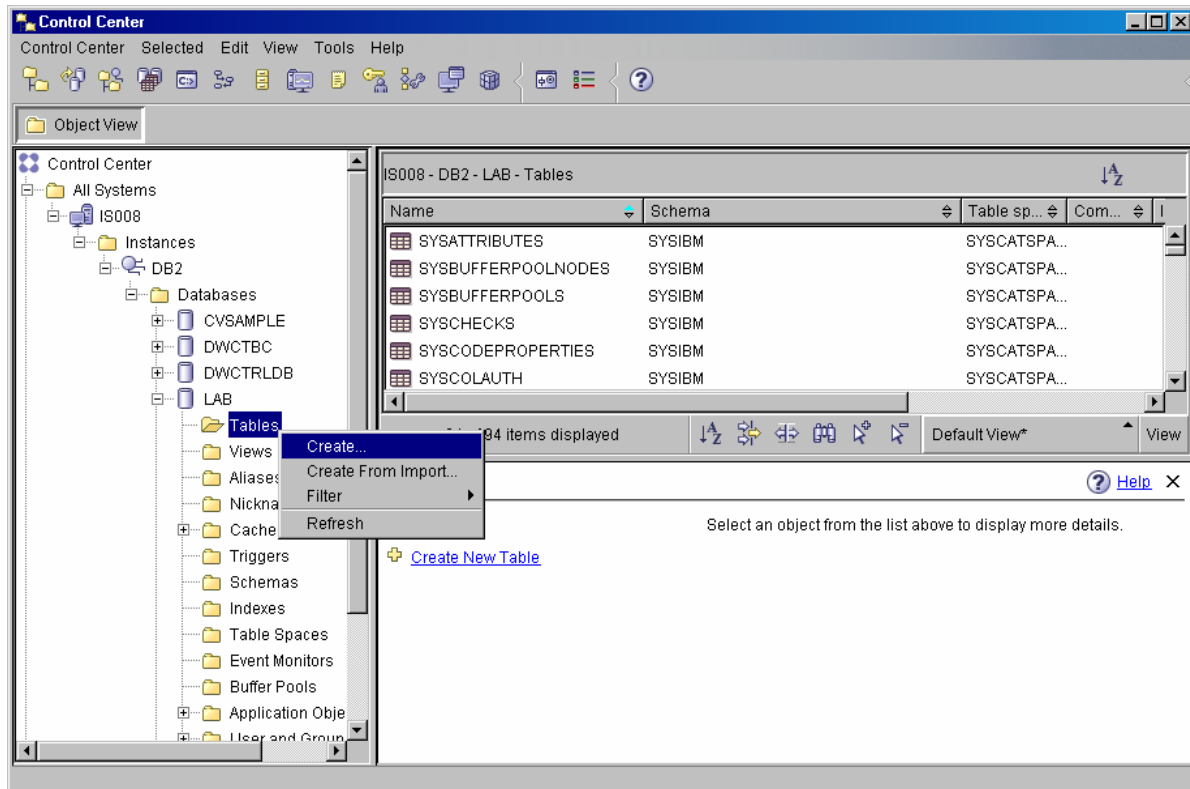 Control Center
Control Center Selected Edit View Tools Help
Object View
Control Center
All Systems
IS008
Instances
DB2
Databases
CVSAMPLE
DWCTBC
DWCTRLDB
LAB
Tables
Views
Aliases
Nickna
Cache
Triggers
Schemas
Indexes
Table Spaces
Event Monitors
Buffer Pools
Application Obje
User and Group
Create...
Create From Import...
Filter
Refresh
IS008 - DB2 - LAB - Tables
Name Schema Table sp... Com...
SYSATTRIBUTES SYSIBM SYSCATSPA...
SYSBUFFERPOOLNODES SYSIBM SYSCATSPA...
SYSBUFFERPOOLS SYSIBM SYSCATSPA...
SYSCHECKS SYSIBM SYSCATSPA...
SYSCODEPROPERTIES SYSIBM SYSCATSPA...
SYSCOLAUTH SYSIBM SYSCATSPA...
items displayed Default View* View
Help
Select an object from the list above to display more details.
Create New Table